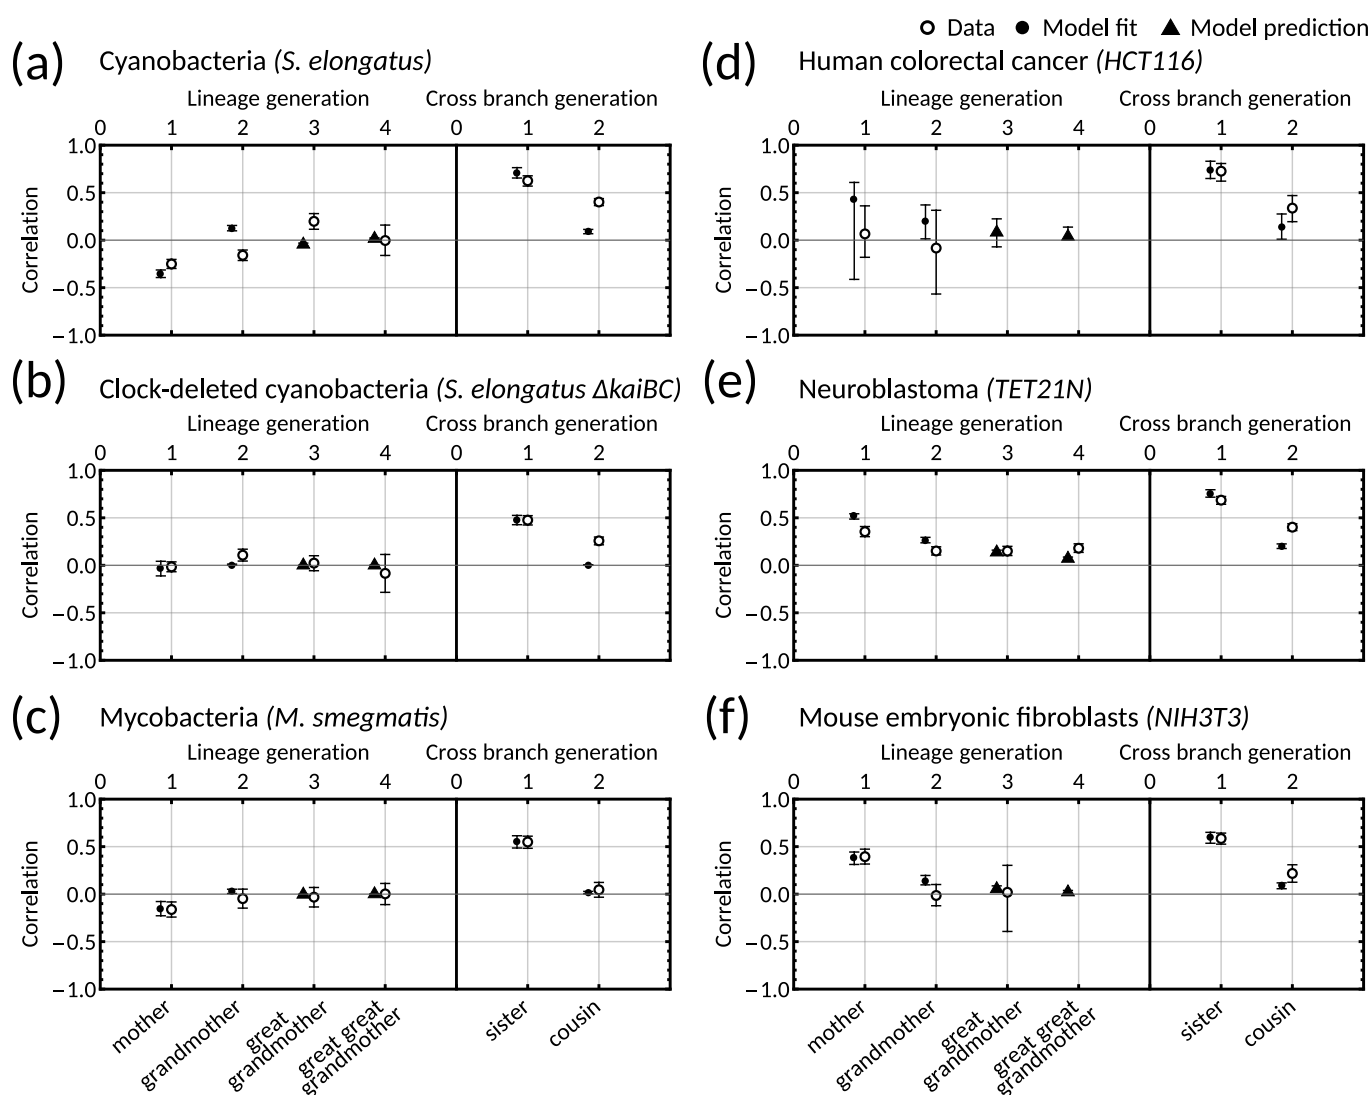 Data Model fit Model prediction
(a) Cyanobacteria (S. elongatus)
Lineage generation Cross branch generation
0 1 2 3 4 0 1 2
1.0
0.5
0.0
−0.5
−1.0
Correlation
(b) Clock-deleted cyanobacteria (S. elongatus ΔkaiBC)
Lineage generation Cross branch generation
0 1 2 3 4 0 1 2
1.0
0.5
0.0
−0.5
−1.0
Correlation
(c) Mycobacteria (M. smegmatis)
Lineage generation Cross branch generation
0 1 2 3 4 0 1 2
1.0
0.5
0.0
−0.5
−1.0
Correlation
mother
grandmother
great
grandmother
great great
grandmother
sister
cousin
(d) Human colorectal cancer (HCT116)
Lineage generation Cross branch generation
0 1 2 3 4 0 1 2
1.0
0.5
0.0
−0.5
−1.0
Correlation
(e) Neuroblastoma (TET21N)
Lineage generation Cross branch generation
0 1 2 3 4 0 1 2
1.0
0.5
0.0
−0.5
−1.0
Correlation
(f) Mouse embryonic fibroblasts (NIH3T3)
Lineage generation Cross branch generation
0 1 2 3 4 0 1 2
1.0
0.5
0.0
−0.5
−1.0
Correlation
mother
grandmother
great
grandmother
great great
grandmother
sister
cousin